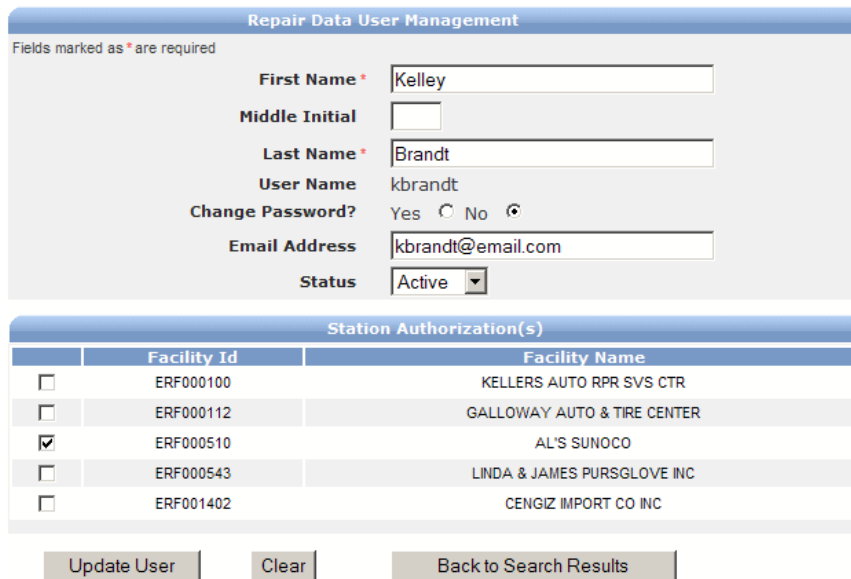 Repair Data User Management
Fields marked as * are required
First Name * Kelley
Middle Initial
Last Name * Brandt
User Name kbrandt
Change Password? Yes No
Email Address kbrandt@email.com
Status Active
Station Authorization(s)
Facility Id Facility Name
ERF000100 KELLERS AUTO RPR SVS CTR
ERF000112 GALLOWAY AUTO & TIRE CENTER
ERF000510 AL'S SUNOCO
ERF000543 LINDA & JAMES PURSGLOVE INC
ERF001402 CENGIZ IMPORT CO INC
Update User Clear Back to Search Results